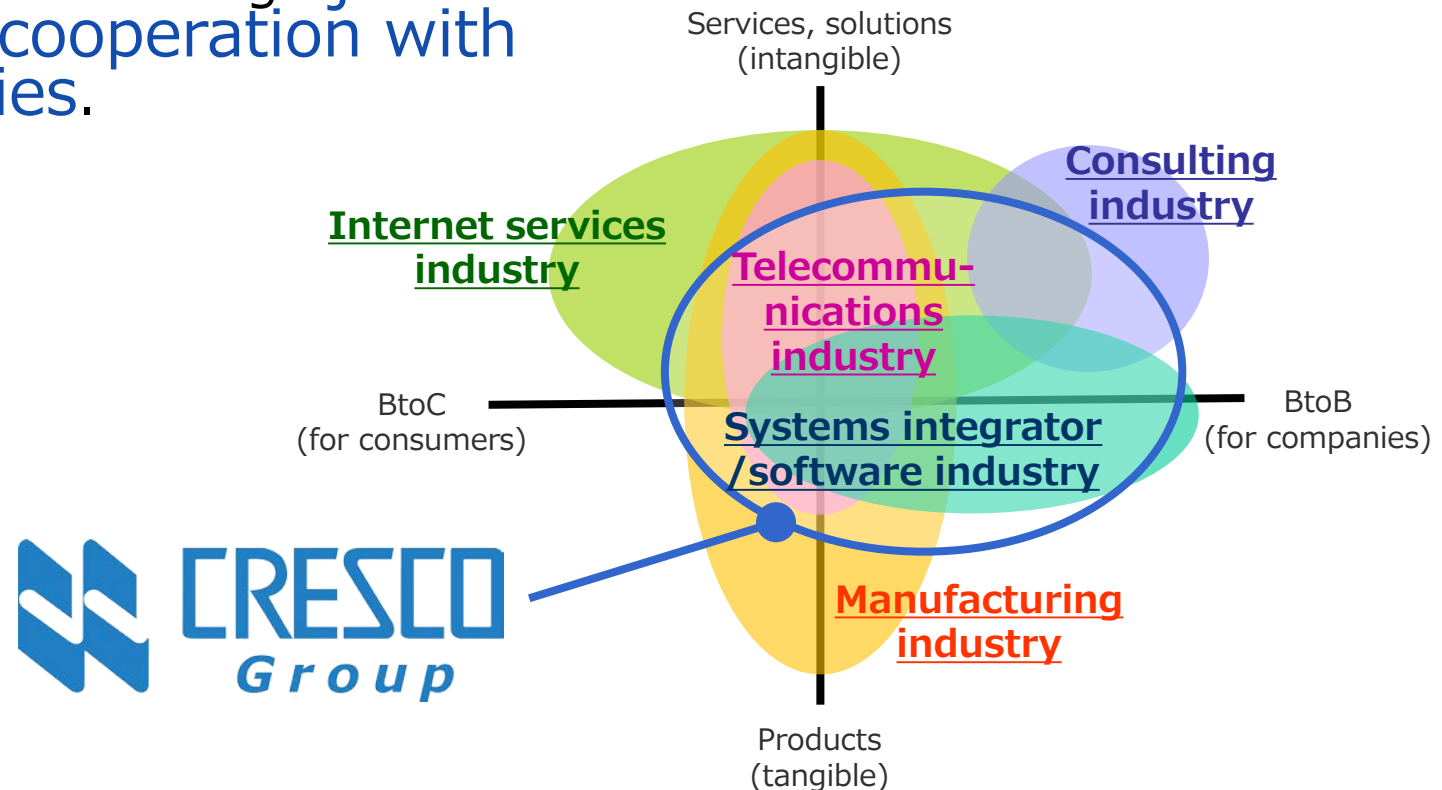 cooperation with
ies.
Services, solutions
(intangible)
Consulting
industry
Internet services
industry
Telecommu-
nications
industry
BtoC
(for consumers)
BtoB
(for companies)
Systems integrator
/software industry
CRESCO
Group
Manufacturing
industry
Products
(tangible)